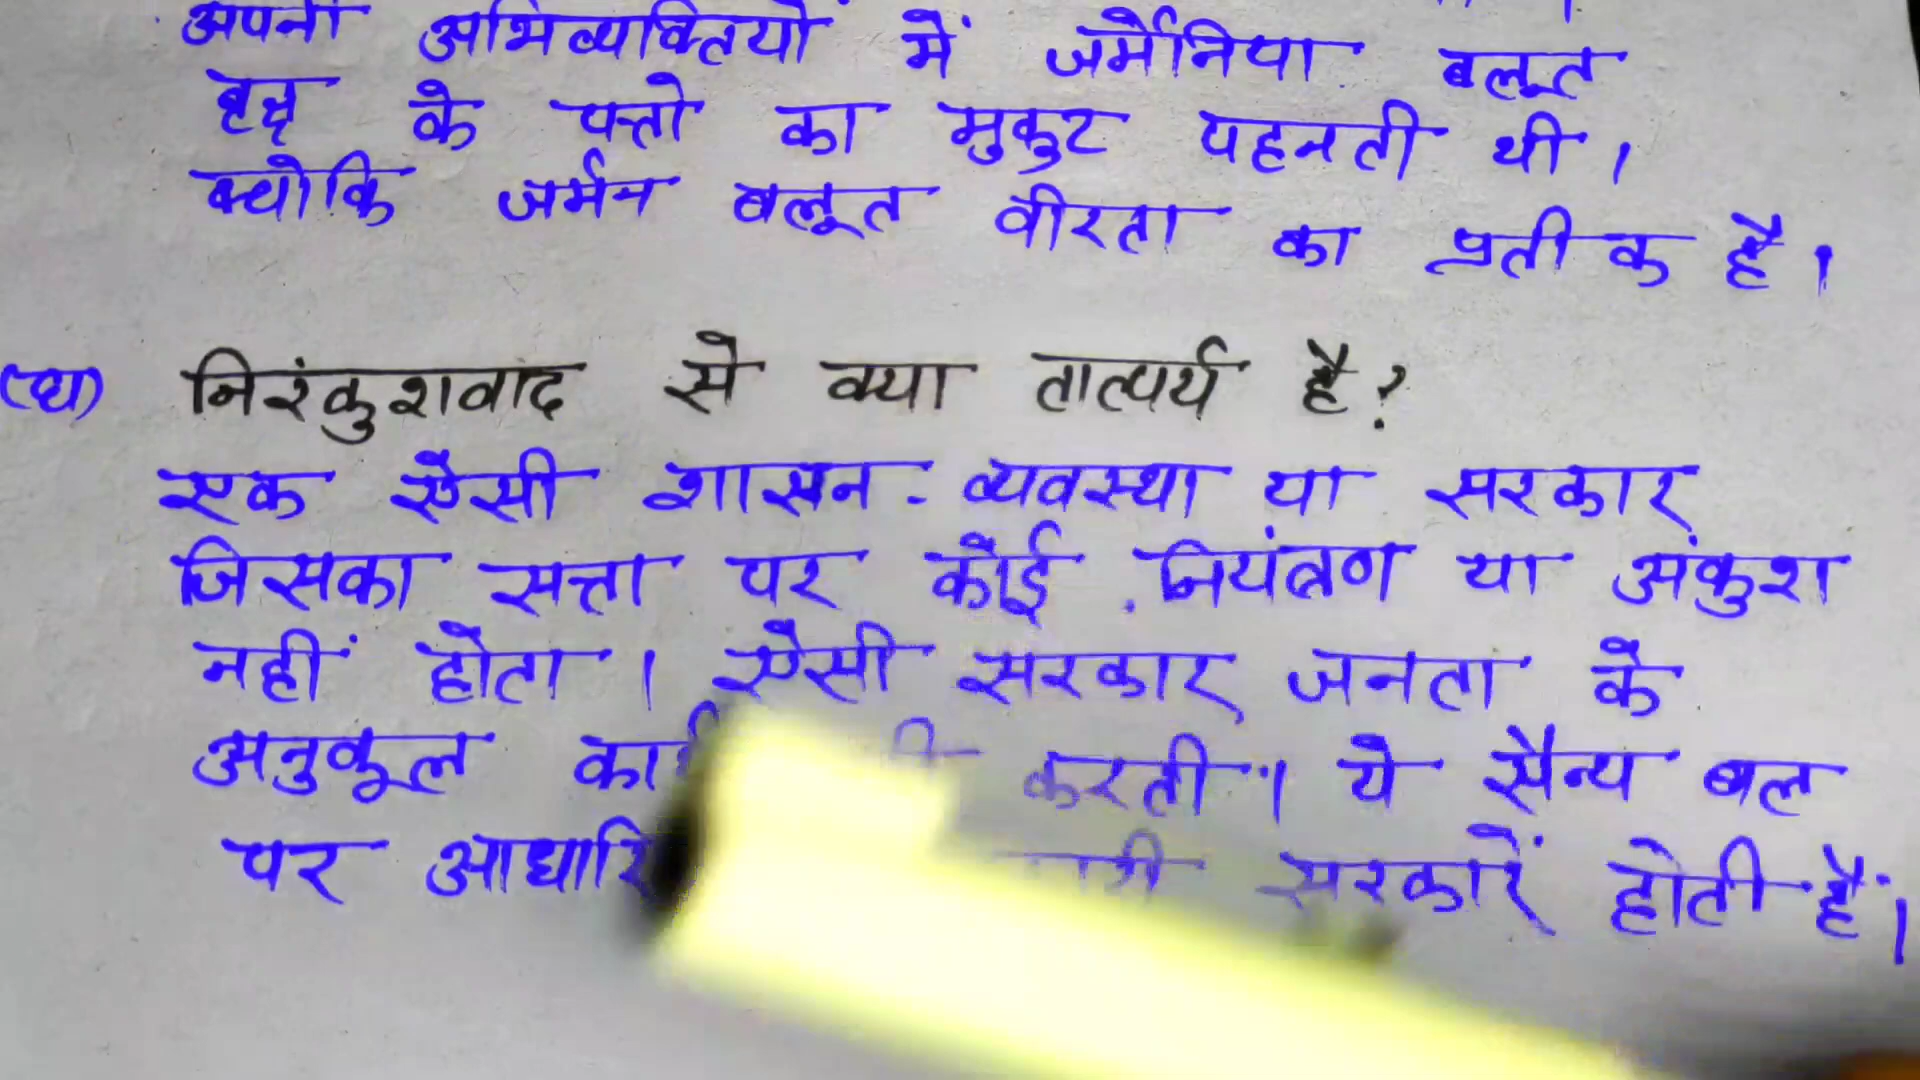 अपनी अभिव्यक्तियों में जर्मेनिया बलूत
वृक्ष के पत्तो का मुकुट पहनती थी।
क्योकि जर्मन बलूत वीरता का प्रतीक है।
(घ) निरंकुशवाद से क्या तात्पर्य है?
एक ऐसी शासन-व्यवस्था या सरकार
जिसका सत्ता पर कोई नियंत्रण या अंकुश
नहीं होता। ऐसी सरकार जनता के
अनुकूल करती। ये सैन्य बल
पर सरकारें होती हैं।